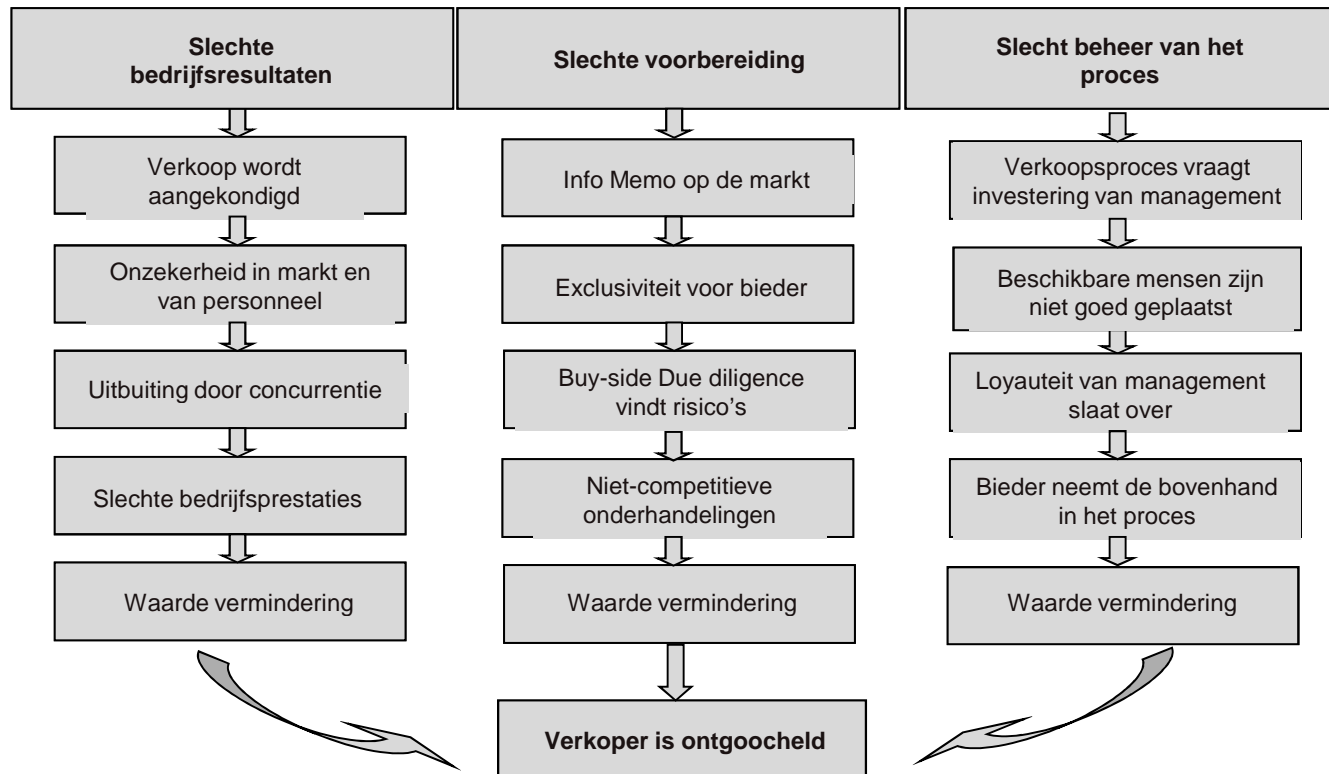 Slechte
bedrijfsresultaten
Verkoop wordt
aangekondigd
Onzekerheid in markt en
van personeel
Uitbuiting door concurrentie
Slechte bedrijfsprestaties
Waarde vermindering
Slechte voorbereiding
Info Memo op de markt
Exclusiviteit voor bieder
Buy-side Due diligence
vindt risico’s
Niet-competitieve
onderhandelingen
Waarde vermindering
Slecht beheer van het
proces
Verkoopsproces vraagt
investering van management
Beschikbare mensen zijn
niet goed geplaatst
Loyauteit van management
slaat over
Bieder neemt de bovenhand
in het proces
Waarde vermindering
Verkoper is ontgoocheld